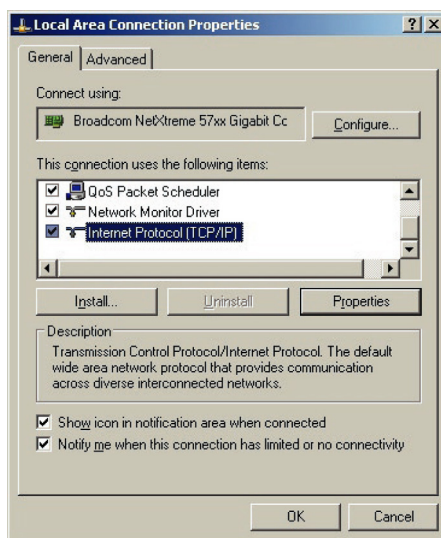 Local Area Connection Properties
General Advanced
Connect using:
Broadcom NetXtreme 57xx Gigabit Cc
Configure...
This connection uses the following items:
QoS Packet Scheduler
Network Monitor Driver
Internet Protocol (TCP/IP)
Install... Uninstall Properties
Description
Transmission Control Protocol/Internet Protocol. The default
wide area network protocol that provides communication
across diverse interconnected networks.
Show icon in notification area when connected
Notify me when this connection has limited or no connectivity
OK Cancel